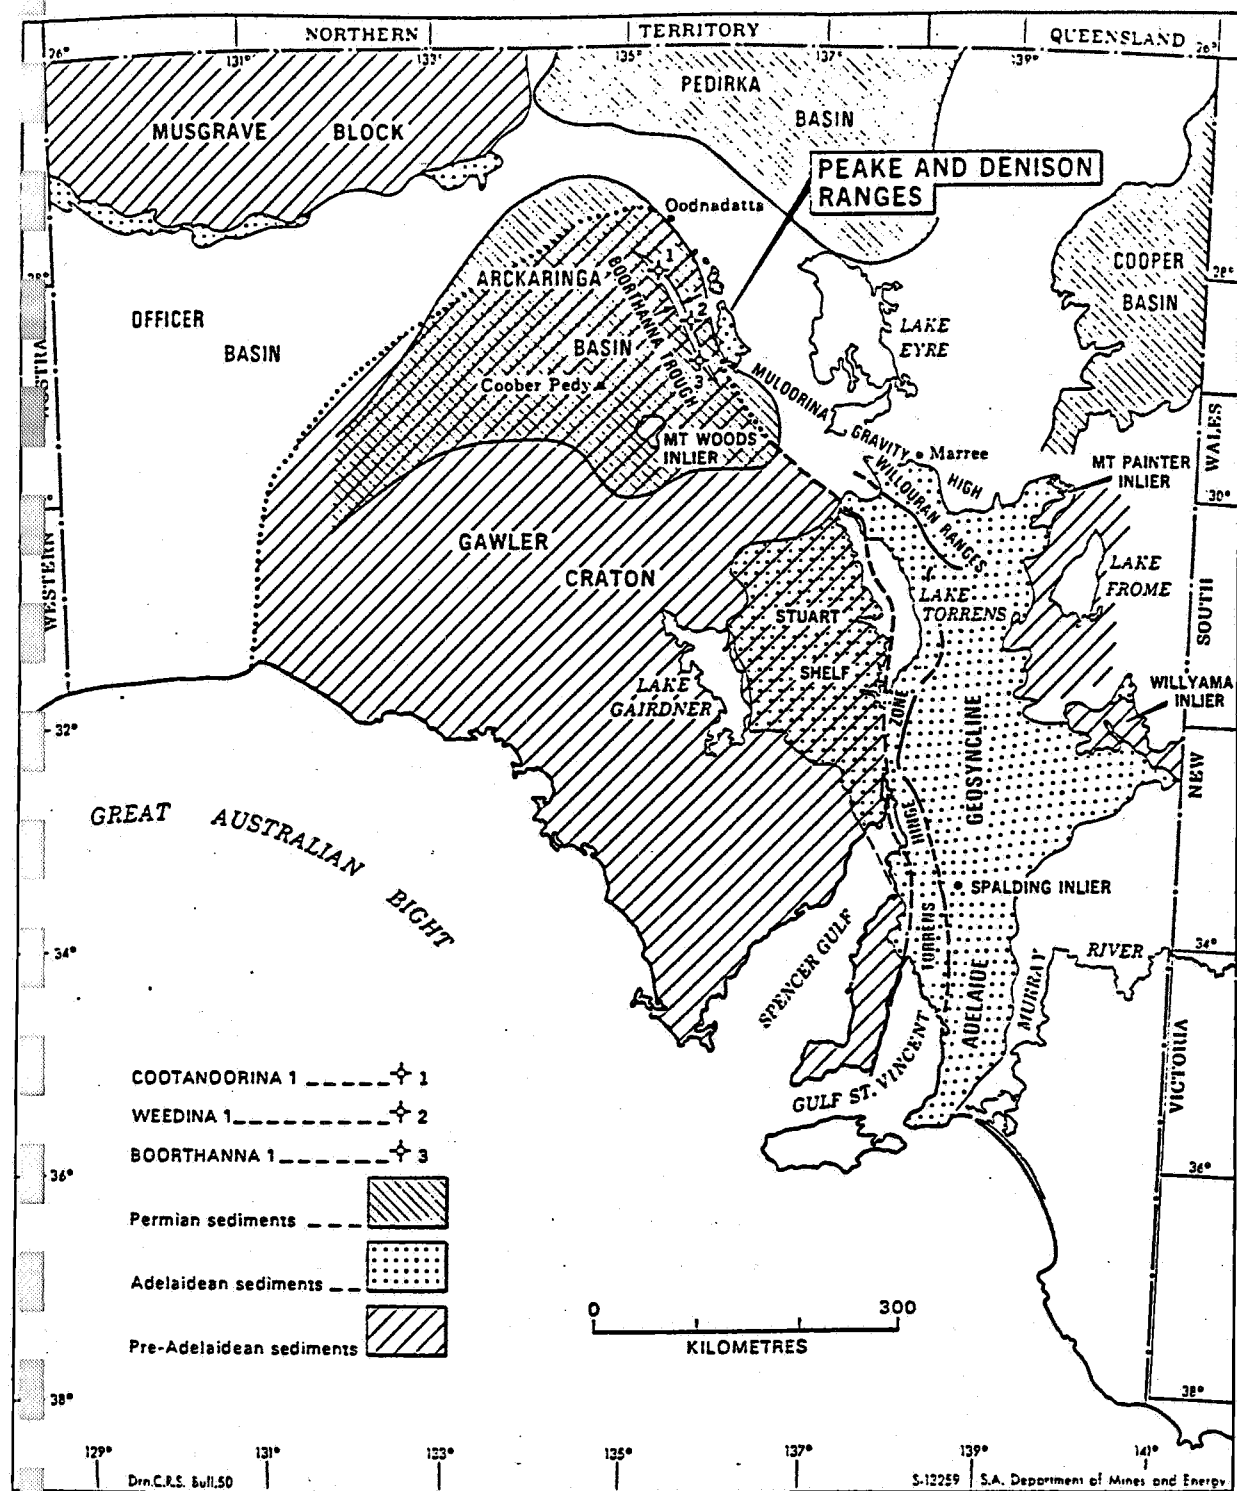 NORTHERN TERRITORY QUEENSLAND
26° 131° 133° 135° 137° 139° 26°
PEDIRKA
BASIN
MUSGRAVE BLOCK
PEAKE AND DENISON
RANGES
Oodnadatta
COOPER
BASIN
28° 28°
ARCKARINGA
BASIN
BOORTHANNA TROUGH
1
2
3
OFFICER
BASIN
LAKE
EYRE
Coober Pedy
MULOORINA GRAVITY HIGH
MT WOODS
INLIER
Marree
WILLOURAN RANGES
MT PAINTER
INLIER
30°
GAWLER
CRATON
LAKE
FROME
LAKE
TORRENS
STUART
SHELF
WESTERN
NEW SOUTH WALES
LAKE
GAIRDNER
WILLYAMA
INLIER
32°
TORRENS HINGE ZONE
ADELAIDE GEOSYNCLINE
GREAT AUSTRALIAN BIGHT
SPALDING INLIER
34° 34°
SPENCER GULF
MURRAY RIVER
GULF ST. VINCENT
VICTORIA
COOTANOORINA 1 1
WEEDINA 1 2
BOORTHANNA 1 3
36° 36°
Permian sediments
Adelaidean sediments
Pre-Adelaidean sediments
0 300
KILOMETRES
38° 38°
129° 131° 133° 135° 137° 139° 141°
Drn.C.R.S. Bull.50 S-12259 S.A. Department of Mines and Energy